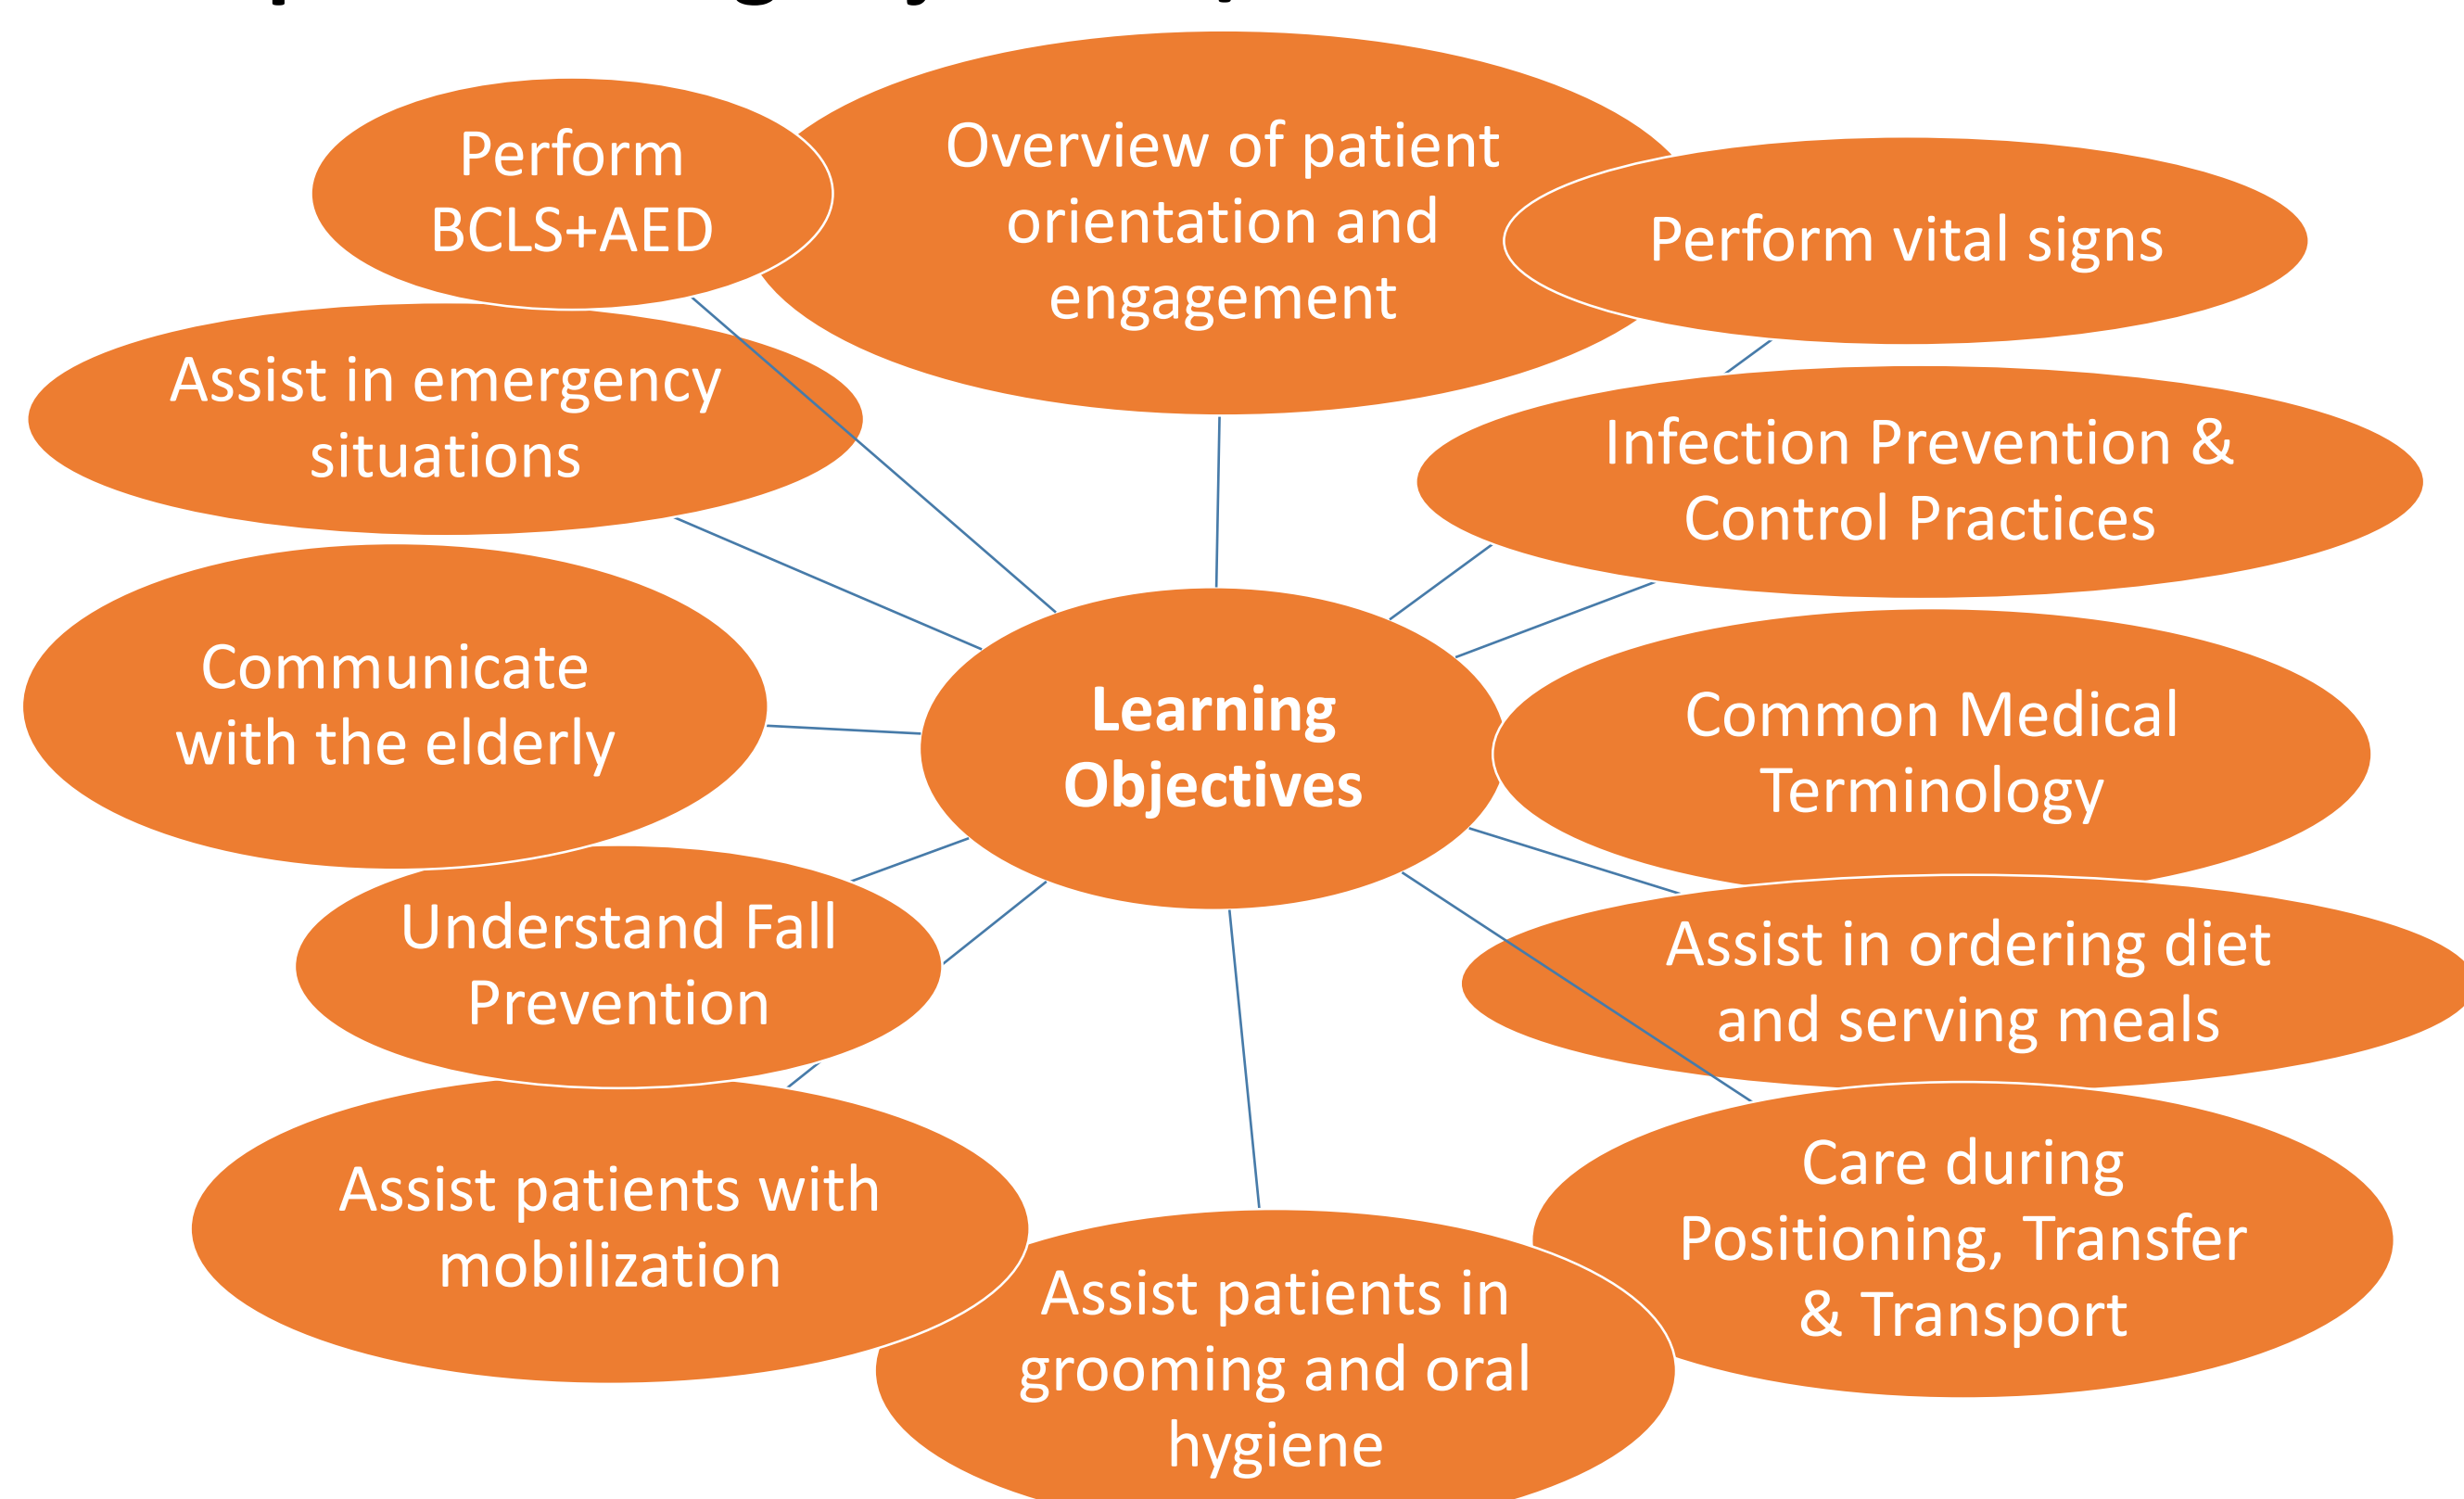 Perform
BCLS+AED
Overview of patient
orientation and
engagement
Perform vital signs
Assist in emergency
situations
Infection Prevention &
Control Practices
Communicate
with the elderly
Learning
Objectives
Common Medical
Terminology
Understand Fall
Prevention
Assist in ordering diet
and serving meals
Assist patients with
mobilization
Care during
Positioning, Transfer
& Transport
Assist patients in
grooming and oral
hygiene